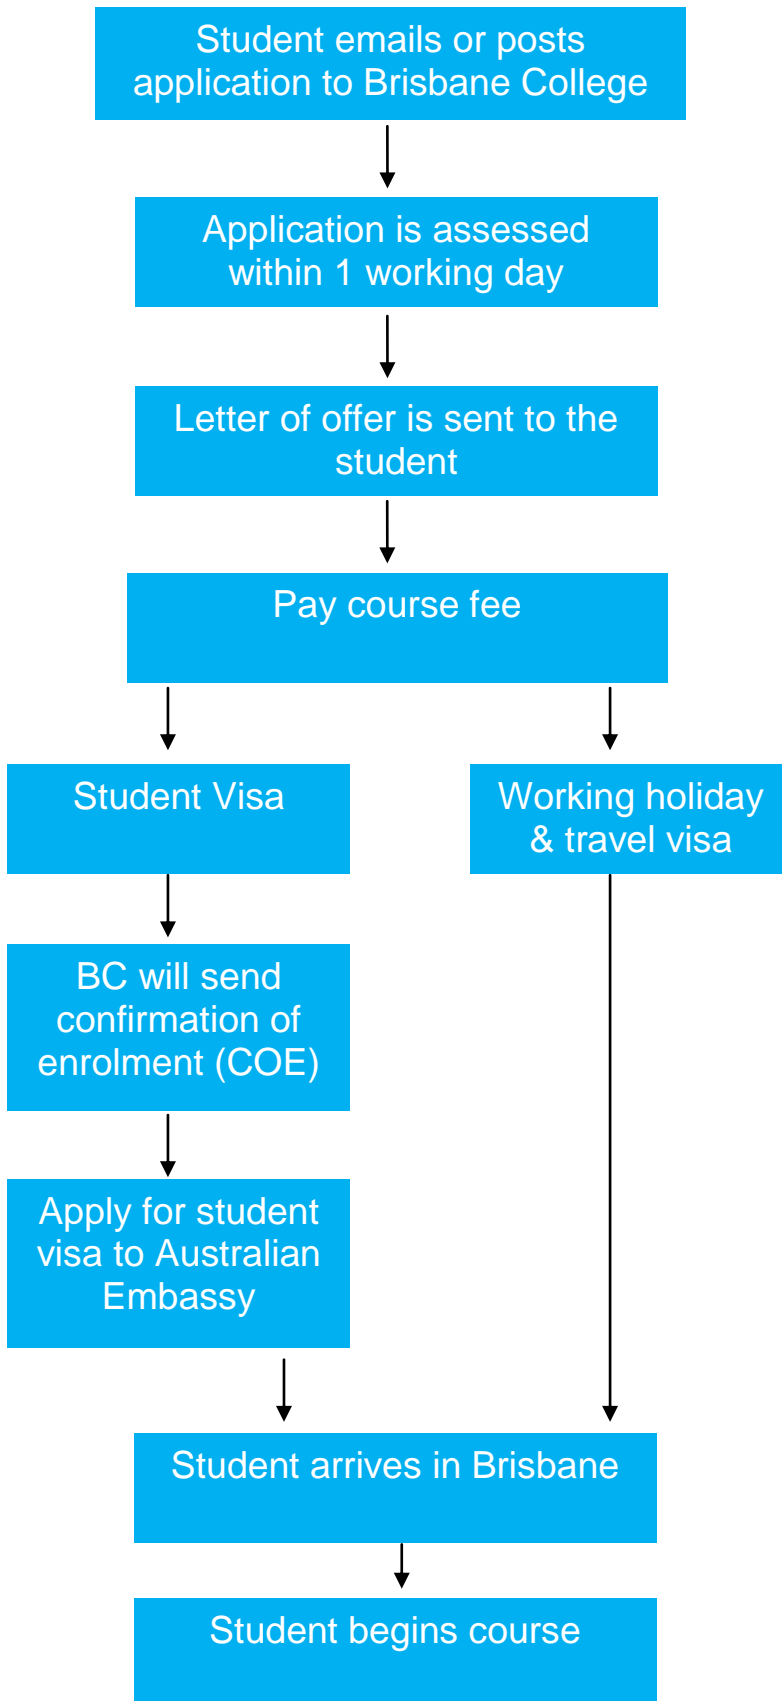 Student emails or posts
application to Brisbane College
Application is assessed
within 1 working day
Letter of offer is sent to the
student
Pay course fee
Student Visa
Working holiday
& travel visa
BC will send
confirmation of
enrolment (COE)
Apply for student
visa to Australian
Embassy
Student arrives in Brisbane
Student begins course